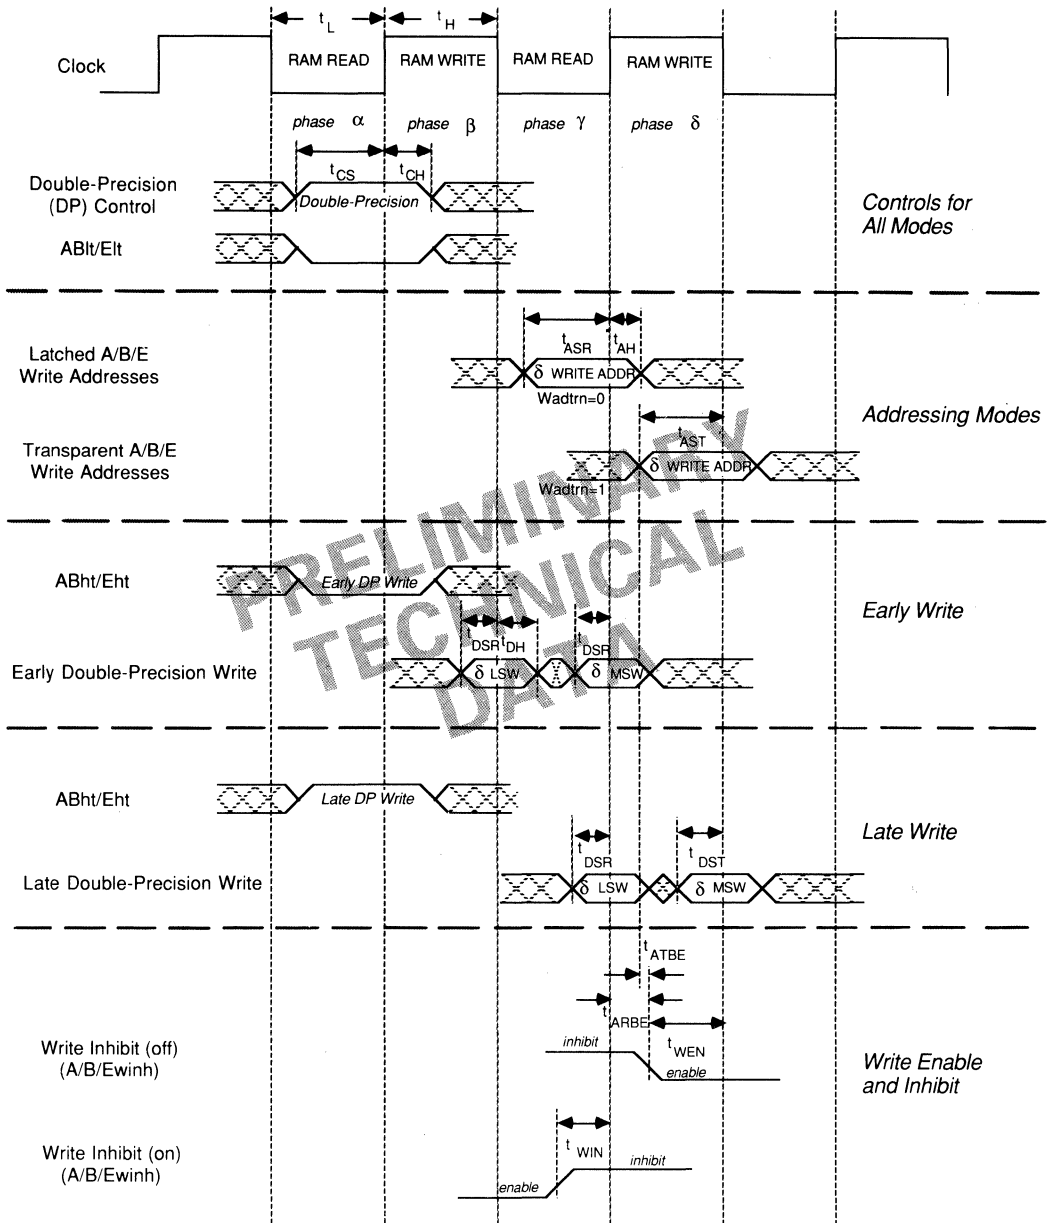 t L
t H
Clock
RAM READ
RAM WRITE
RAM READ
RAM WRITE
phase α
phase β
phase γ
phase δ
t CS
t CH
Double-Precision
(DP) Control
Double-Precision
Controls for
All Modes
ABlt/Elt
t ASR
t AH
Latched A/B/E
Write Addresses
δ WRITE ADDR
Wadtrn=0
Addressing Modes
t AST
Transparent A/B/E
Write Addresses
δ WRITE ADDR
Wadtrn=1
PRELIMINARY
TECHNICAL
DATA
ABht/Eht
Early DP Write
Early Write
t DSR
t DH
t DSR
Early Double-Precision Write
δ LSW
δ MSW
ABht/Eht
Late DP Write
Late Write
t DSR
t DST
Late Double-Precision Write
δ LSW
δ MSW
t ATBE
t ARBE
t WEN
Write Inhibit (off)
(A/B/Ewinh)
inhibit
enable
Write Enable
and Inhibit
t WIN
Write Inhibit (on)
(A/B/Ewinh)
inhibit
enable